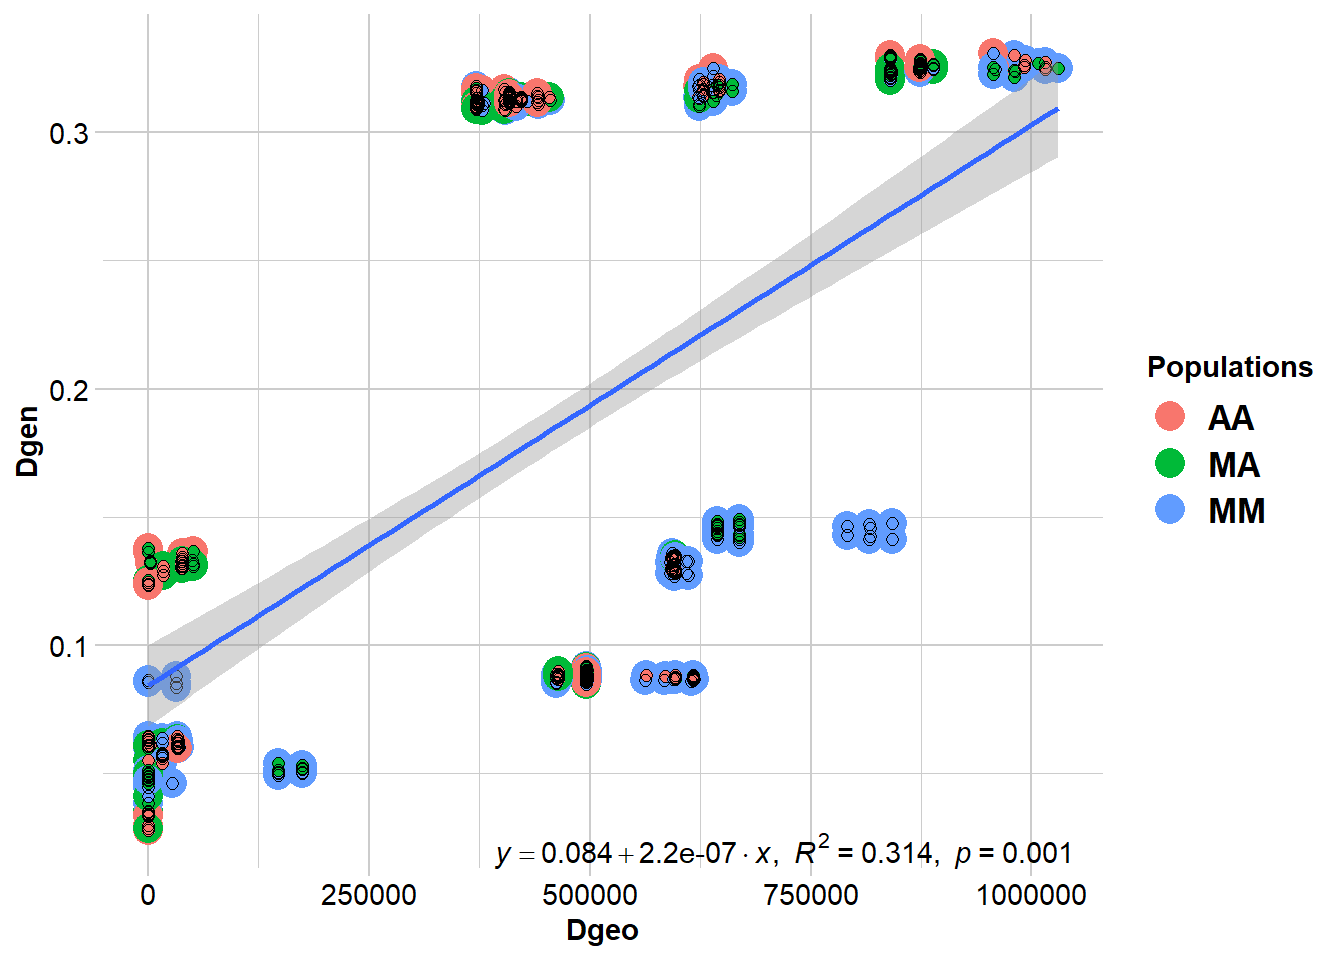 0.3
0.2
0.1
Dgen
y = 0.084 + 2.2e-07 · x, R² = 0.314, p = 0.001
0 250000 500000 750000 1000000
Dgeo
Populations
AA
MA
MM